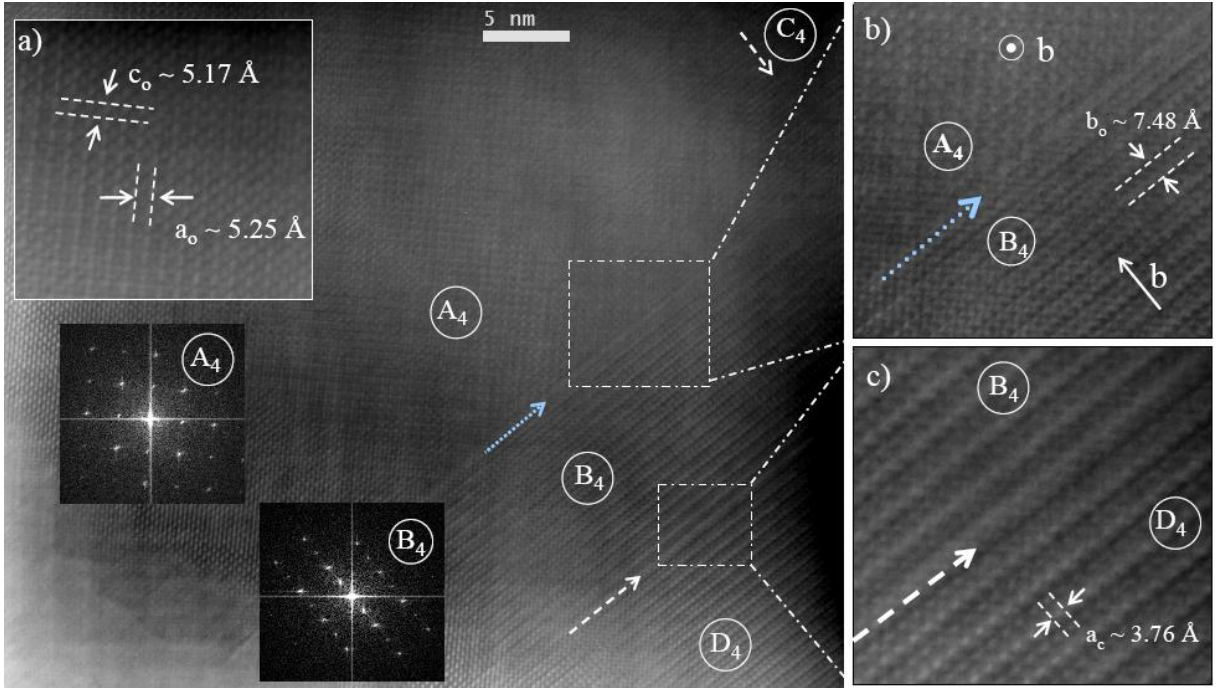 a)
c₀ ~ 5.17 Å
a₀ ~ 5.25 Å
5 nm
C₄
A₄
A₄
B₄
B₄
D₄
b)
b
A₄
b₀ ~ 7.48 Å
B₄
b
c)
B₄
D₄
a_c ~ 3.76 Å